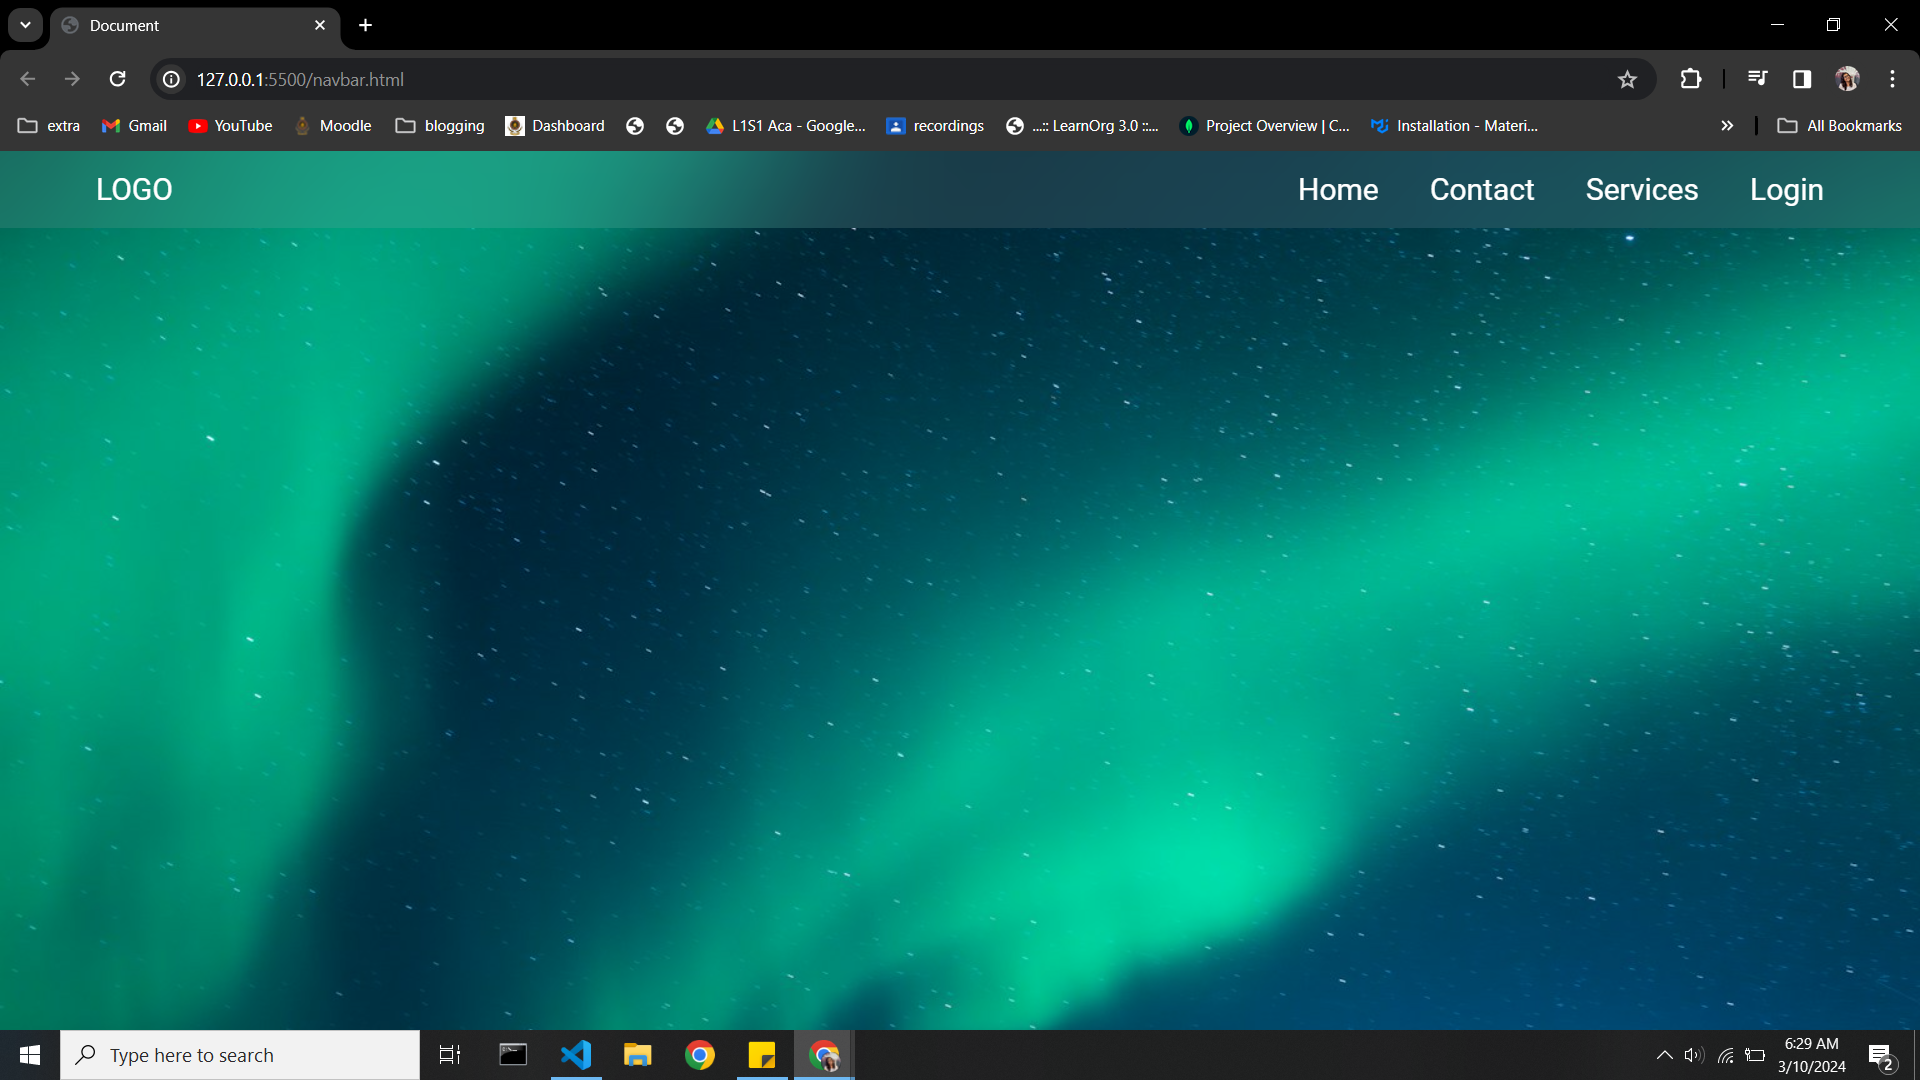 Document
127.0.0.1:5500/navbar.html
extra Gmail YouTube Moodle blogging Dashboard L1S1 Aca - Google... recordings ...:: LearnOrg 3.0 ::... Project Overview | C... Installation - Materi... All Bookmarks
LOGO Home Contact Services Login
Type here to search
6:29 AM
3/10/2024
2